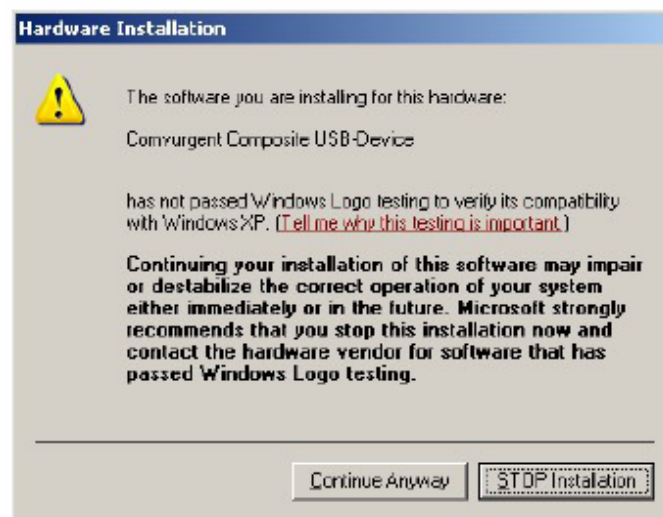 Hardware Installation
The software you are installing for this hardware:
Comvurgent Composite USB-Device
has not passed Windows Logo testing to verify its compatibility
with Windows XP. (Tell me why this testing is important.)
Continuing your installation of this software may impair
or destabilize the correct operation of your system
either immediately or in the future. Microsoft strongly
recommends that you stop this installation now and
contact the hardware vendor for software that has
passed Windows Logo testing.
Continue Anyway
STOP Installation